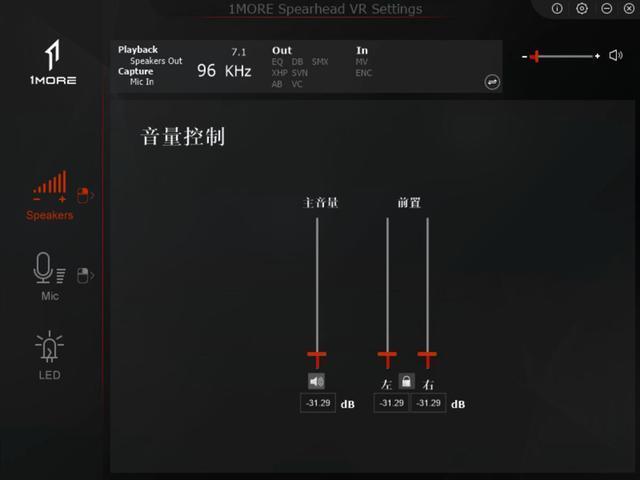 1MORE Spearhead VR Settings
1MORE
Playback
Speakers Out
Capture
Mic In
7.1
96 KHz
Out
EQ DB SMX
XHP SVN
AB VC
In
MV
ENC
- +
音量控制
- +
Speakers
Mic
LED
主音量
前置
左
右
-31.29 dB
-31.29 -31.29 dB